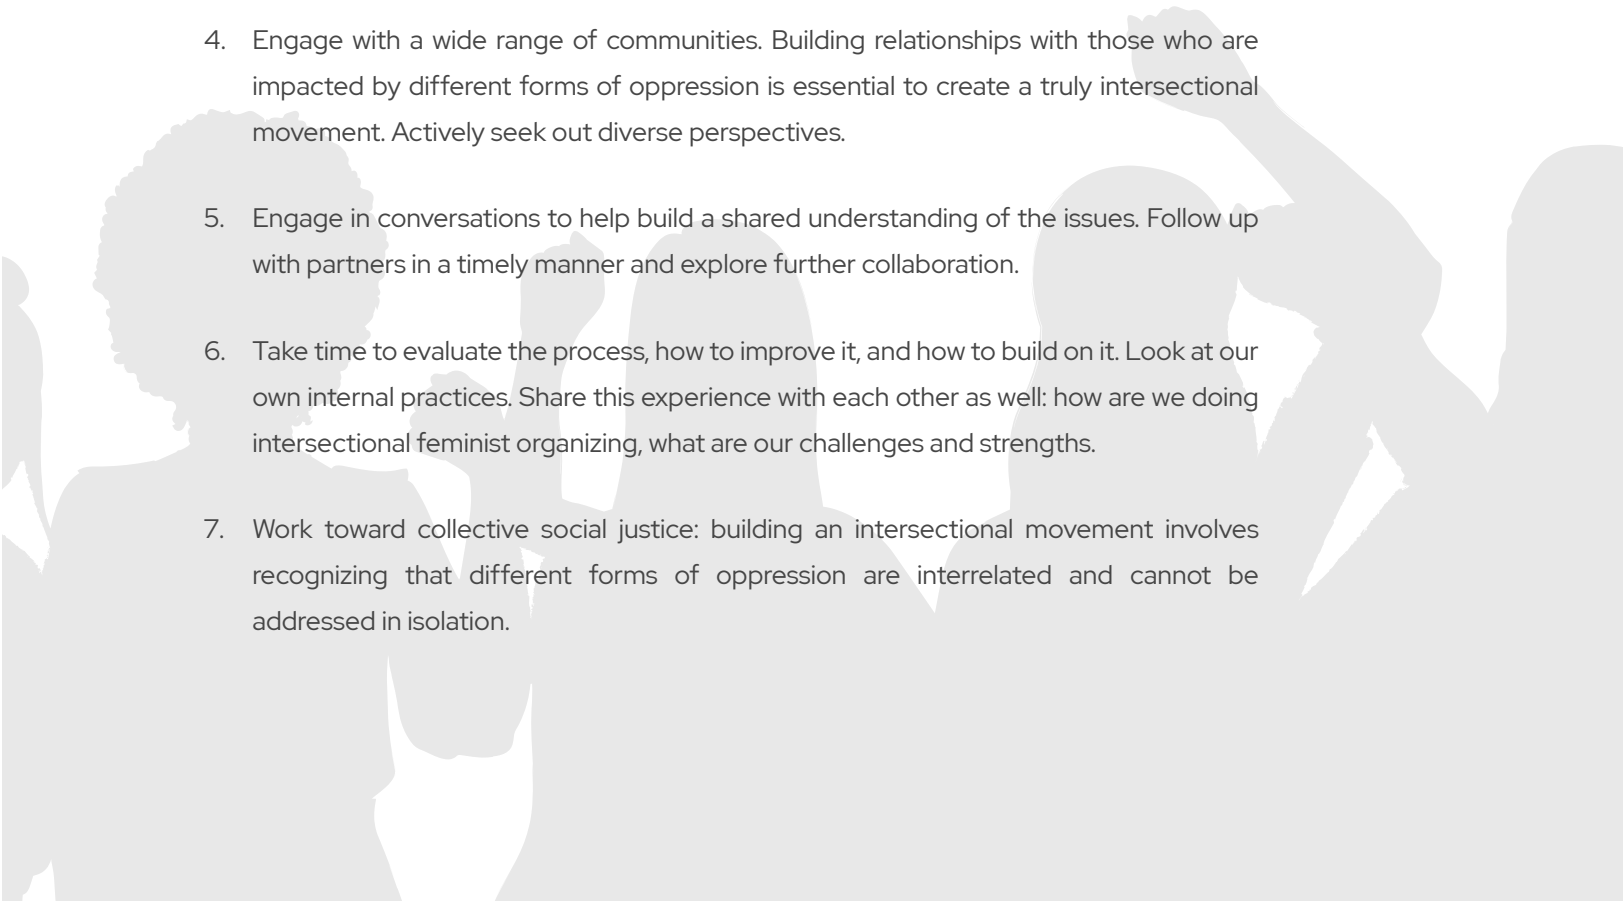 4. Engage with a wide range of communities. Building relationships with those who are
impacted by different forms of oppression is essential to create a truly intersectional
movement. Actively seek out diverse perspectives.
5. Engage in conversations to help build a shared understanding of the issues. Follow up
with partners in a timely manner and explore further collaboration.
6. Take time to evaluate the process, how to improve it, and how to build on it. Look at our
own internal practices. Share this experience with each other as well: how are we doing
intersectional feminist organizing, what are our challenges and strengths.
7. Work toward collective social justice: building an intersectional movement involves
recognizing that different forms of oppression are interrelated and cannot be
addressed in isolation.